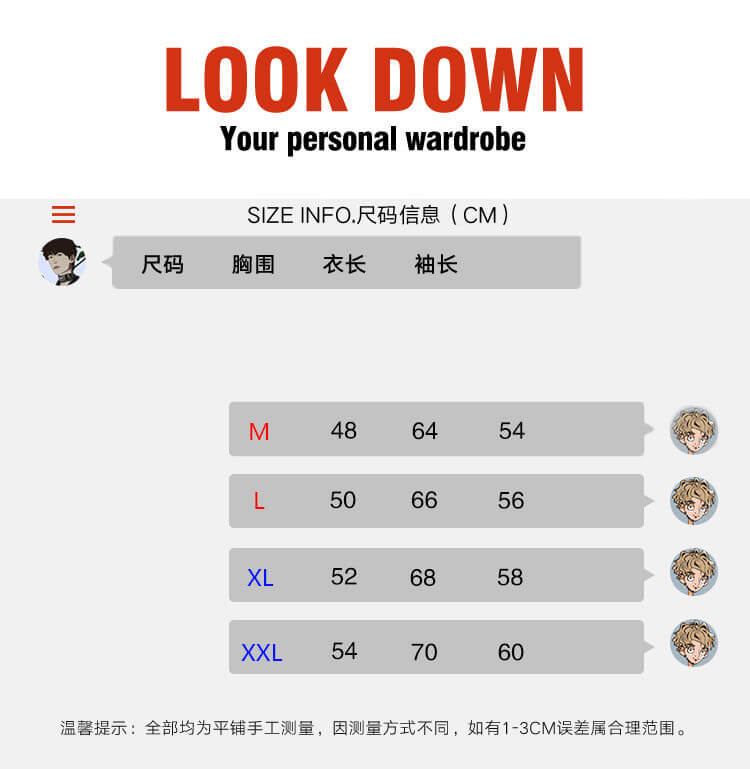 LOOK DOWN
Your personal wardrobe
SIZE INFO.尺码信息（CM）
尺码 胸围 衣长 袖长
M 48 64 54
L 50 66 56
XL 52 68 58
XXL 54 70 60
温馨提示：全部均为平铺手工测量，因测量方式不同，如有1-3CM误差属合理范围。